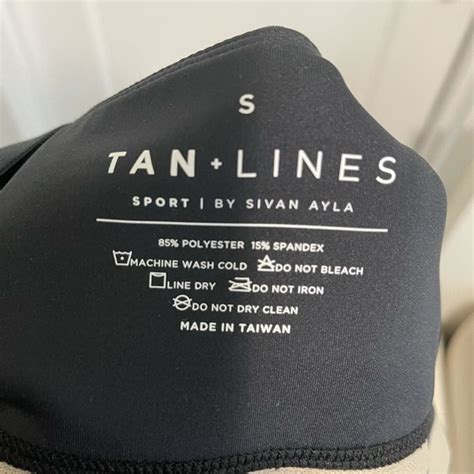 S
TAN + LINES
SPORT | BY SIVAN AYLA
85% POLYESTER 15% SPANDEX
MACHINE WASH COLD DO NOT BLEACH
LINE DRY DO NOT IRON
DO NOT DRY CLEAN
MADE IN TAIWAN